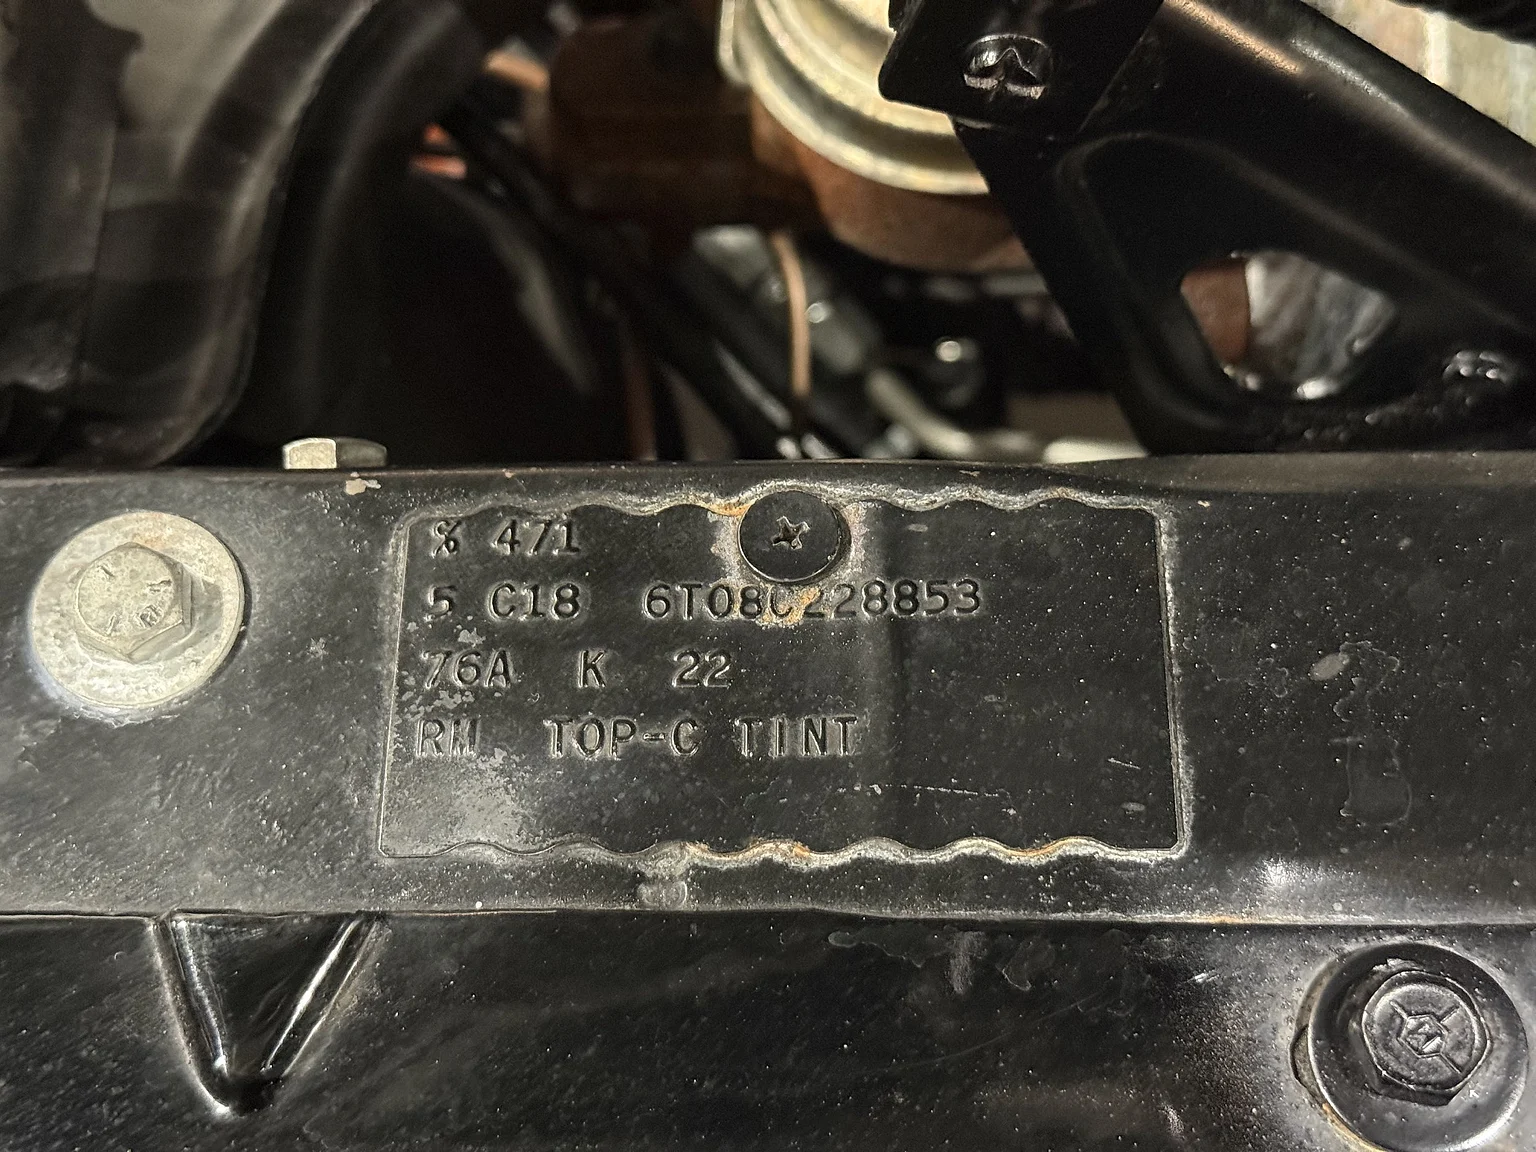 % 471
5 C18 6T08C228853
76A K 22
RM TOP-C TINT